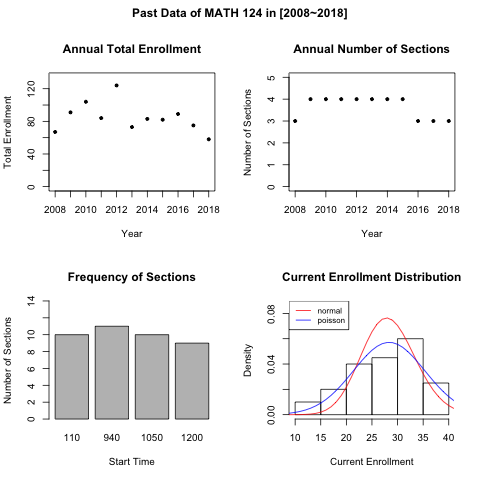 Past Data of MATH 124 in [2008~2018]
Annual Total Enrollment
Total Enrollment
0 40 80 120
2008 2010 2012 2014 2016 2018
Year
Annual Number of Sections
Number of Sections
0 1 2 3 4 5
2008 2010 2012 2014 2016 2018
Year
Frequency of Sections
Number of Sections
0 2 4 6 8 10 14
110 940 1050 1200
Start Time
Current Enrollment Distribution
normal
poisson
Density
0.00 0.04 0.08
10 15 20 25 30 35 40
Current Enrollment